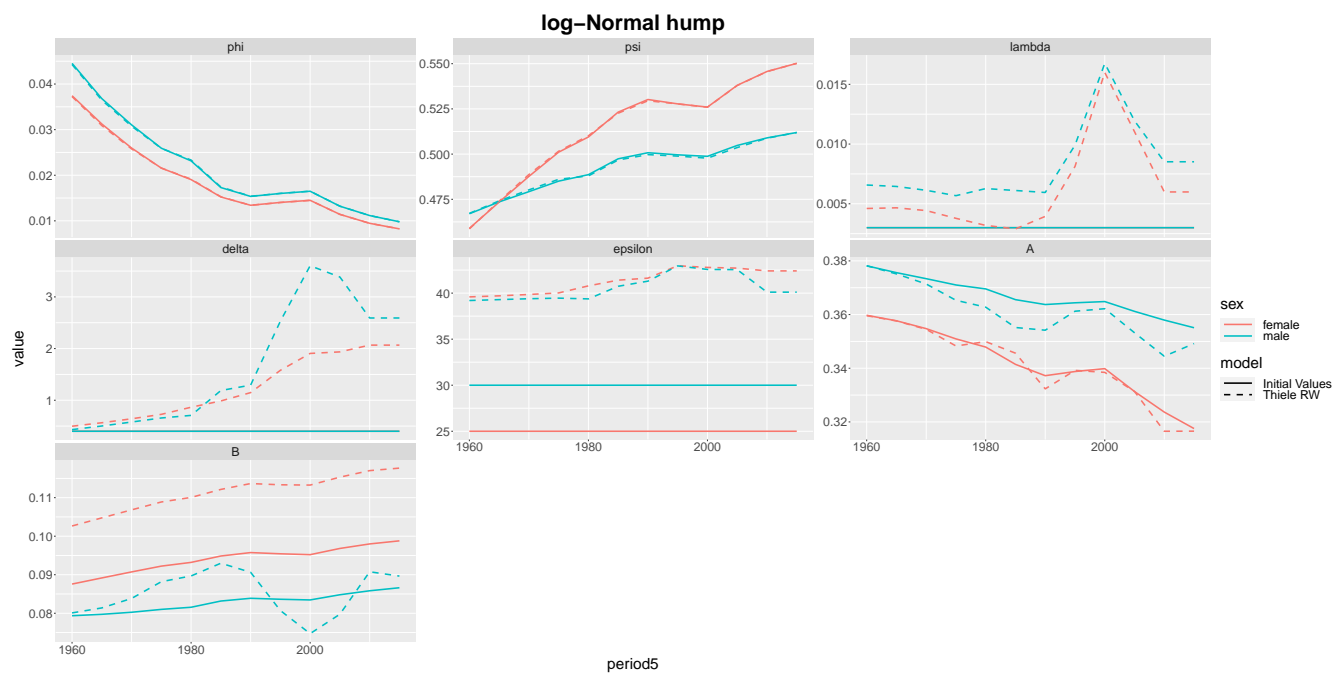 log−Normal hump
phi
psi
lambda
0.04
0.03
0.02
0.01
0.550
0.525
0.500
0.475
0.015
0.010
0.005
delta
epsilon
A
3
2
1
40
35
30
25
0.38
0.36
0.34
0.32
1960
1980
2000
1960
1980
2000
B
0.11
0.10
0.09
0.08
1960
1980
2000
value
period5
sex
female
male
model
Initial Values
Thiele RW